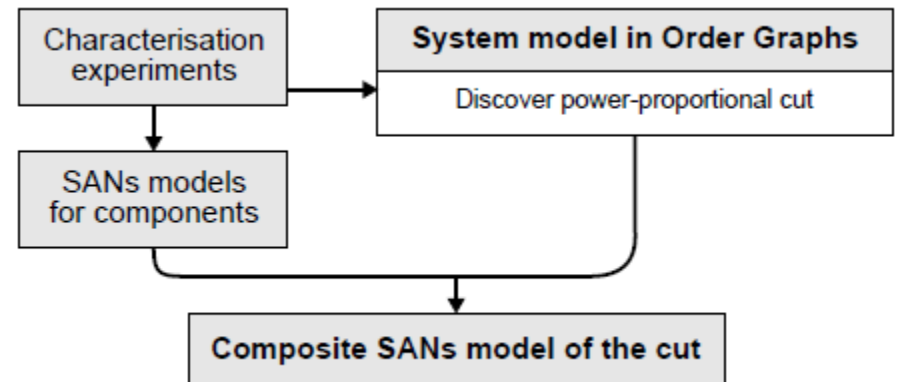 Characterisation
experiments
System model in Order Graphs
Discover power-proportional cut
SANs models
for components
Composite SANs model of the cut